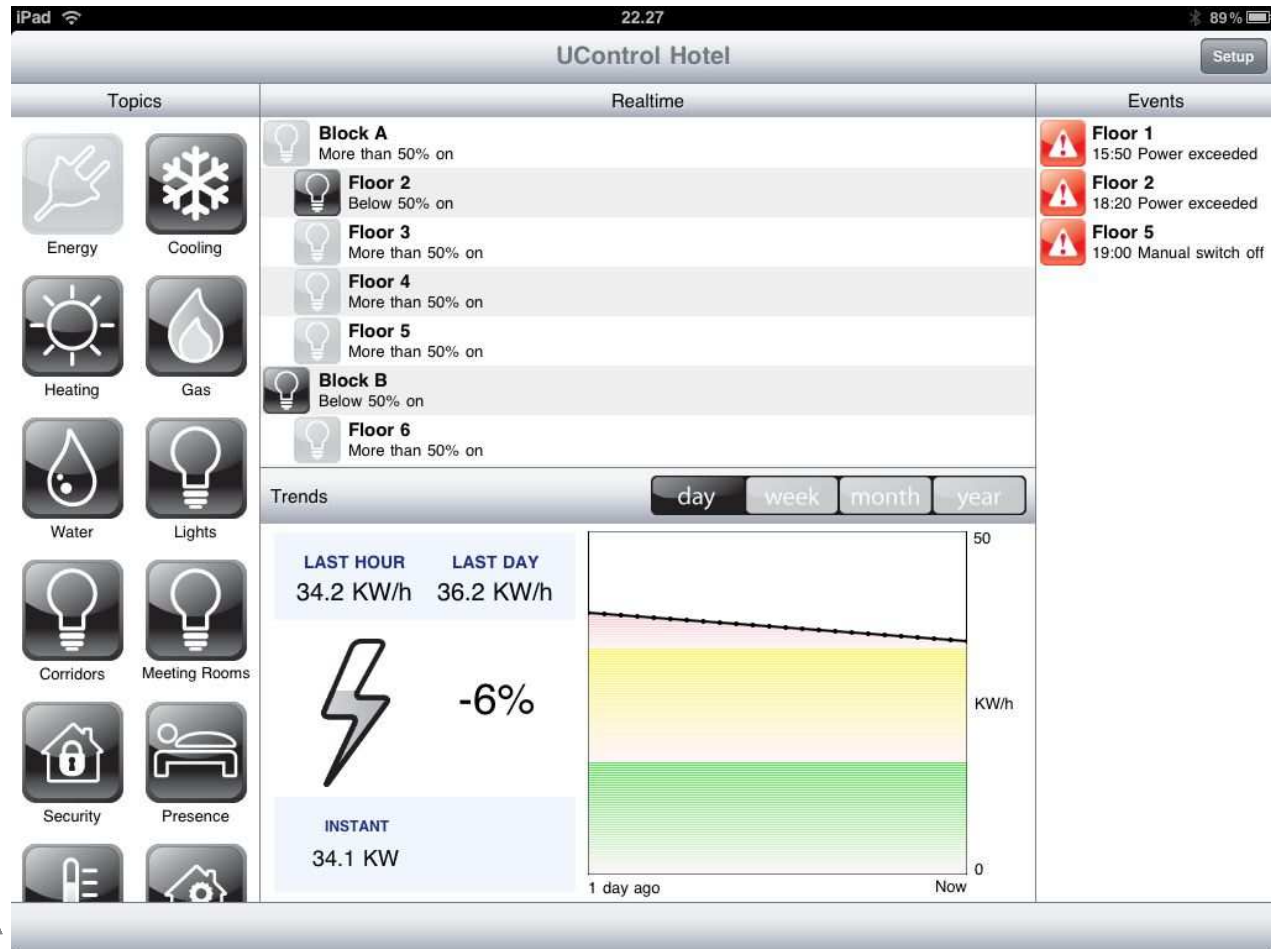 iPad 22.27 89%
UControl Hotel
Setup
Topics
Energy Cooling
Heating Gas
Water Lights
Corridors Meeting Rooms
Security Presence
Realtime
Block A
More than 50% on
Floor 2
Below 50% on
Floor 3
More than 50% on
Floor 4
More than 50% on
Floor 5
More than 50% on
Block B
Below 50% on
Floor 6
More than 50% on
Trends day week month year
LAST HOUR LAST DAY
34.2 KW/h 36.2 KW/h
-6%
INSTANT
34.1 KW
50
KW/h
0
1 day ago Now
Events
Floor 1
15:50 Power exceeded
Floor 2
18:20 Power exceeded
Floor 5
19:00 Manual switch off